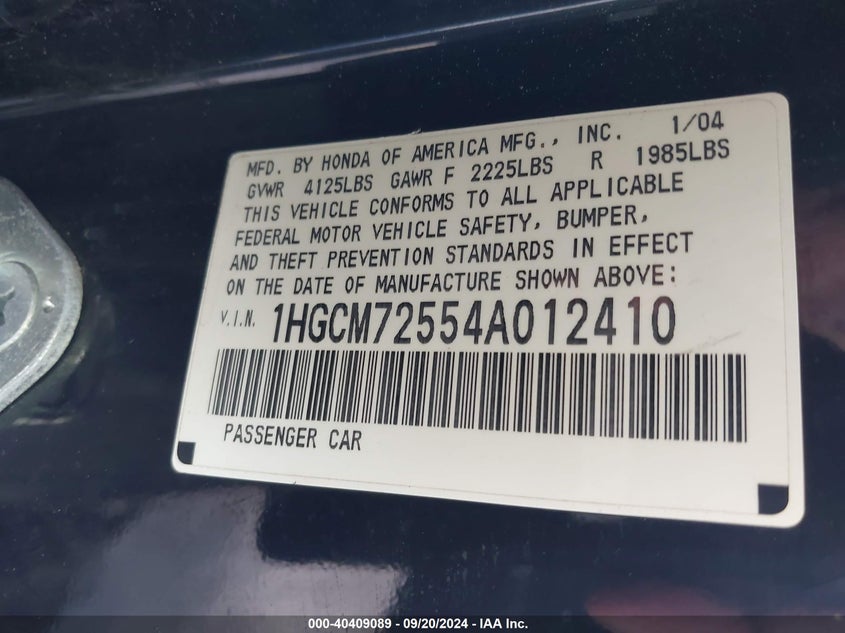 MFD. BY HONDA OF AMERICA MFG., INC. 1/04
GVWR 4125LBS GAWR F 2225LBS R 1985LBS
THIS VEHICLE CONFORMS TO ALL APPLICABLE
FEDERAL MOTOR VEHICLE SAFETY, BUMPER,
AND THEFT PREVENTION STANDARDS IN EFFECT
ON THE DATE OF MANUFACTURE SHOWN ABOVE:
V.I.N. 1HGCM72554A012410
PASSENGER CAR
000-40409089 - 09/20/2024 - IAA Inc.